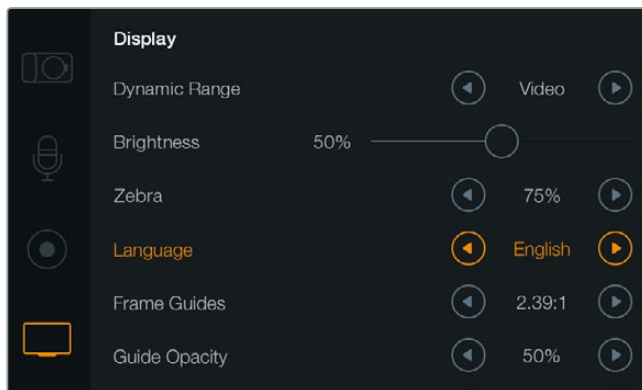 Display
Dynamic Range Video
Brightness 50%
Zebra 75%
Language English
Frame Guides 2.39:1
Guide Opacity 50%